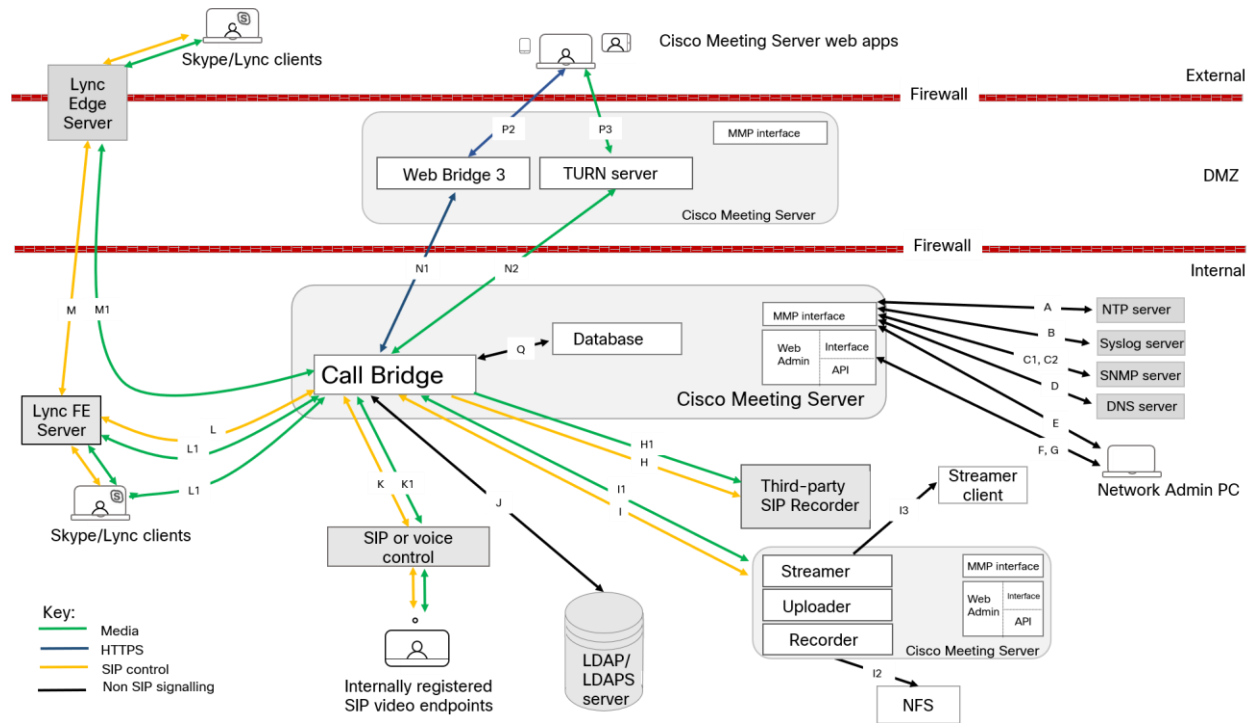 Skype/Lync clients
Cisco Meeting Server web apps
External
Lync
Edge
Server
Firewall
P2
P3
MMP interface
Web Bridge 3
TURN server
DMZ
Cisco Meeting Server
Firewall
Internal
N1
N2
M
M1
MMP interface
Web
Admin
Interface
API
Q
Database
Call Bridge
Cisco Meeting Server
A
NTP server
B
Syslog server
C1, C2
SNMP server
D
DNS server
E
F, G
Network Admin PC
Lync FE
Server
L
L1
L1
Skype/Lync clients
K
K1
J
H1
H
I1
I
Third-party
SIP Recorder
Streamer
client
I3
SIP or voice
control
Streamer
Uploader
Recorder
MMP interface
Web
Admin
Interface
API
Cisco Meeting Server
I2
NFS
LDAP/
LDAPS
server
Internally registered
SIP video endpoints
Key:
Media
HTTPS
SIP control
Non SIP signalling